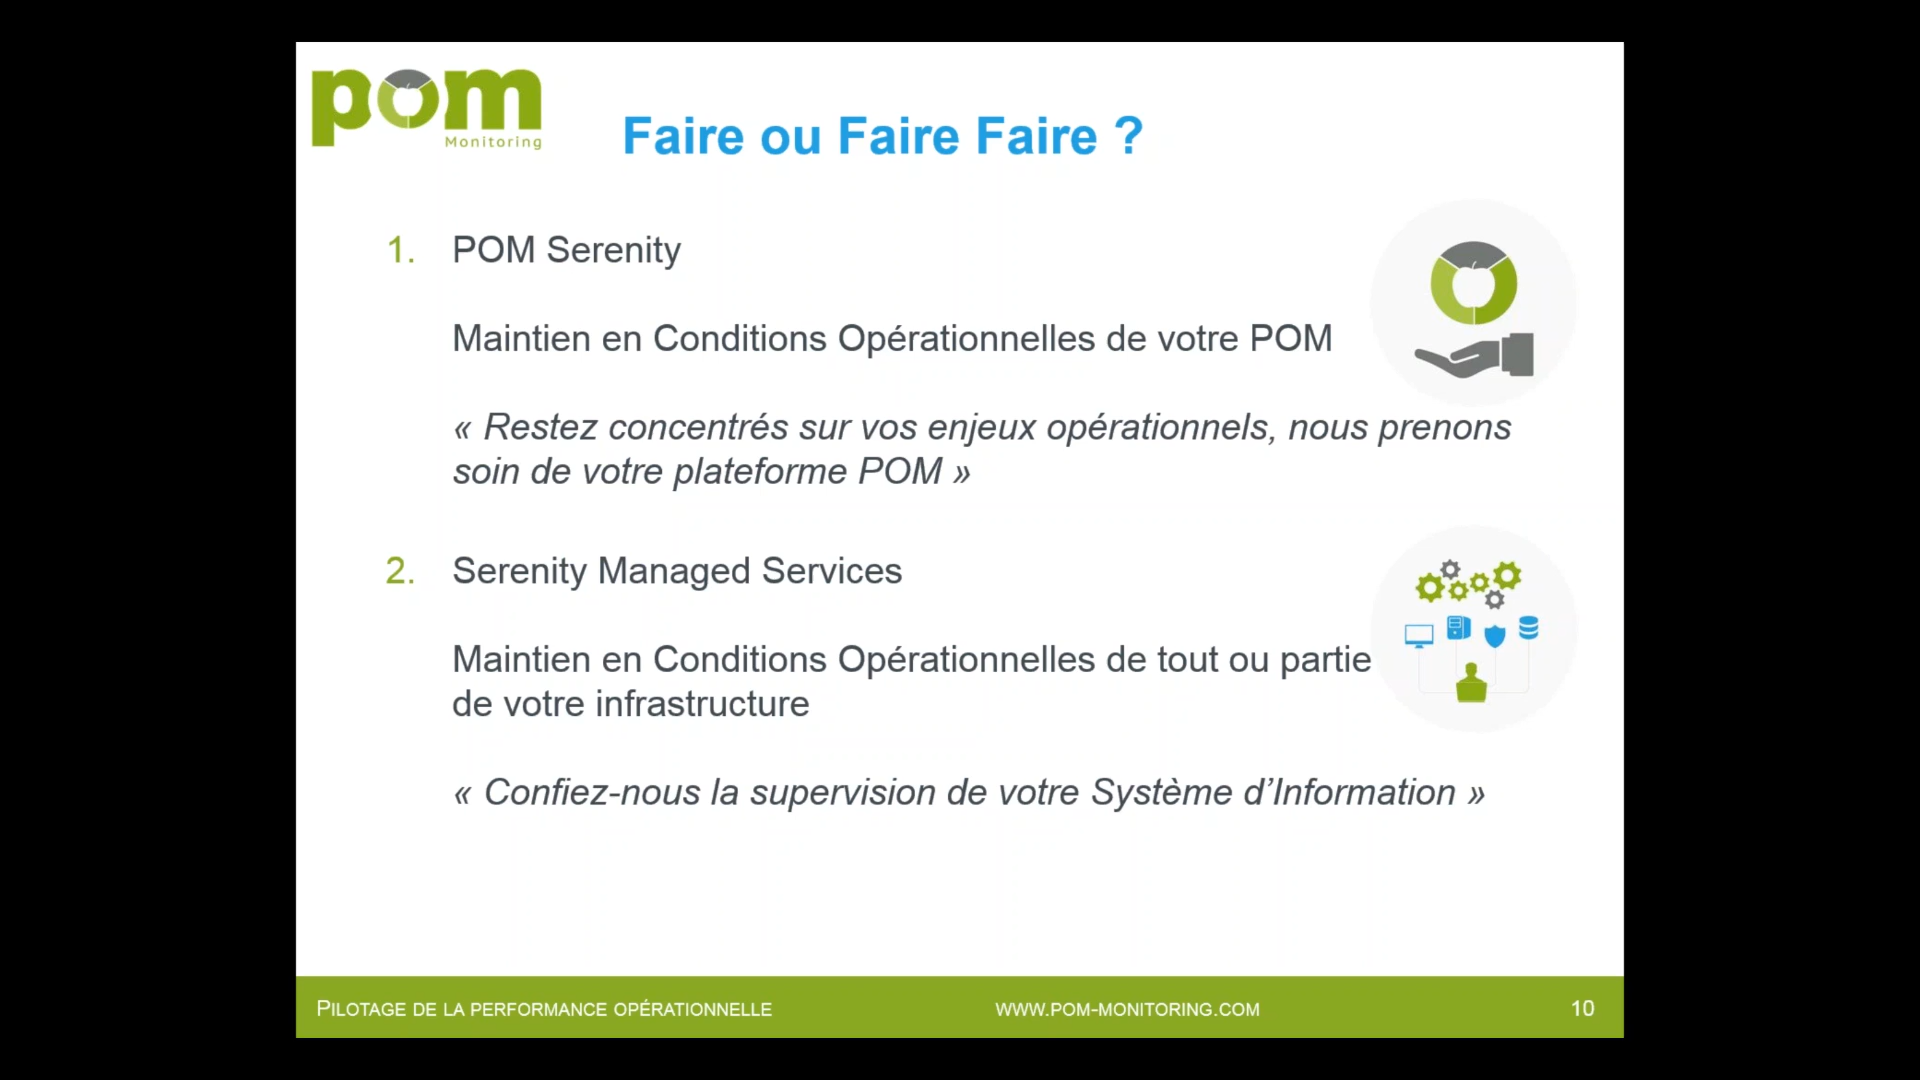 pom
Monitoring
Faire ou Faire Faire ?
1. POM Serenity
Maintien en Conditions Opérationnelles de votre POM
« Restez concentrés sur vos enjeux opérationnels, nous prenons
soin de votre plateforme POM »
2. Serenity Managed Services
Maintien en Conditions Opérationnelles de tout ou partie
de votre infrastructure
« Confiez-nous la supervision de votre Système d’Information »
PILOTAGE DE LA PERFORMANCE OPÉRATIONNELLE
WWW.POM-MONITORING.COM
10